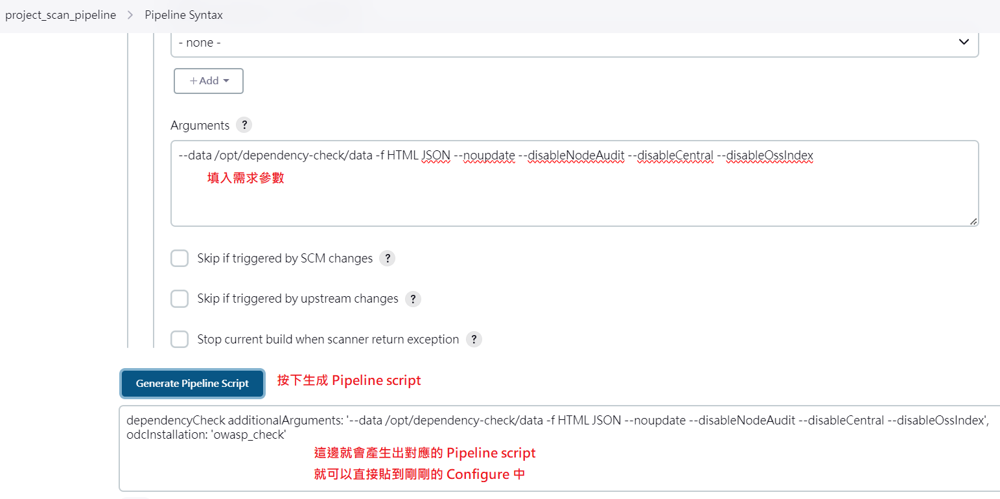 project_scan_pipeline > Pipeline Syntax
- none -
+ Add
Arguments ?
--data /opt/dependency-check/data -f HTML JSON --noupdate --disableNodeAudit --disableCentral --disableOssIndex
填入需求參數
Skip if triggered by SCM changes ?
Skip if triggered by upstream changes ?
Stop current build when scanner return exception ?
Generate Pipeline Script 按下生成 Pipeline script
dependencyCheck additionalArguments: '--data /opt/dependency-check/data -f HTML JSON --noupdate --disableNodeAudit --disableCentral --disableOssIndex',
odcInstallation: 'owasp_check'
這邊就會產生出對應的 Pipeline script
就可以直接貼到剛剛的 Configure 中